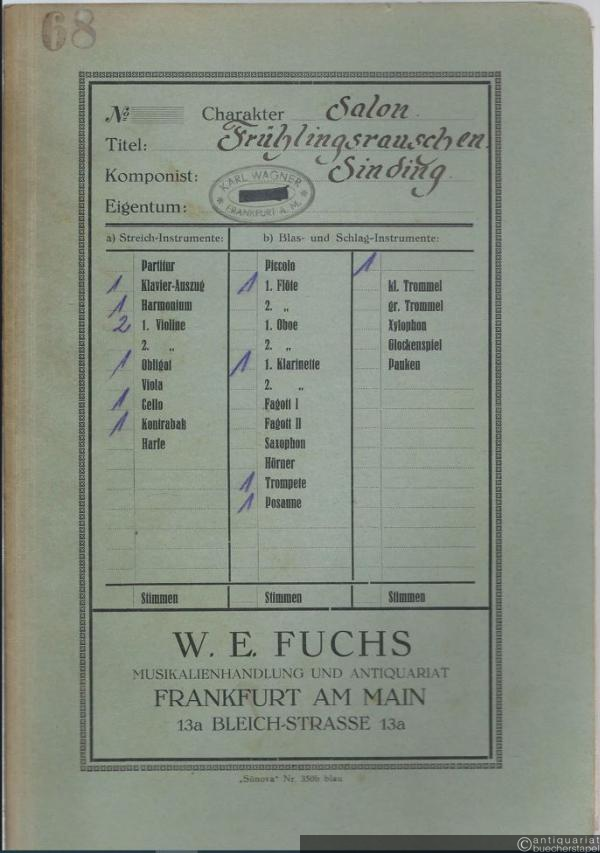 68
№ Charakter Salon.
Titel: Frühlingsrauschen.
Komponist: Sinding.
Eigentum:
KARL WAGNER
* FRANKFURT A. M. *
a) Streich-Instrumente:
b) Blas- und Schlag-Instrumente:
Partitur
1 Klavier-Auszug
1 Harmonium
2 1. Violine
2. „
1 Obligat
Viola
1 Cello
1 Kontrabaß
Harfe
Stimmen
Piccolo
1 1. Flöte
2. „
1. Oboe
2. „
1 1. Klarinette
2. „
Fagott I
Fagott II
Saxophon
Hörner
1 Trompete
1 Posaune
Stimmen
1
kl. Trommel
gr. Trommel
Xylophon
Glockenspiel
Pauken
Stimmen
W. E. FUCHS
MUSIKALIENHANDLUNG UND ANTIQUARIAT
FRANKFURT AM MAIN
13a BLEICH-STRASSE 13a
„Sünova“ Nr. 350b blau
©antiquariat
buecherstapel